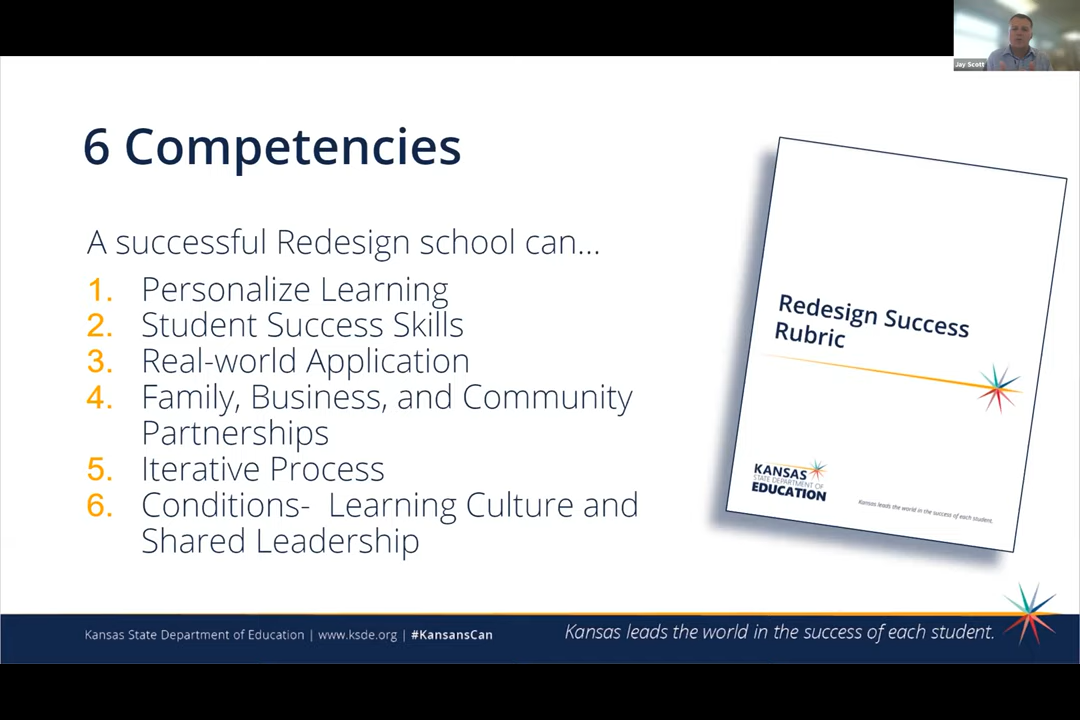 Jay Scott
6 Competencies
A successful Redesign school can...
1. Personalize Learning
2. Student Success Skills
3. Real-world Application
4. Family, Business, and Community
Partnerships
5. Iterative Process
6. Conditions-  Learning Culture and
Shared Leadership
Redesign Success
Rubric
KANSAS
STATE DEPARTMENT OF
EDUCATION
Kansas leads the world in the success of each student.
Kansas State Department of Education | www.ksde.org | #KansansCan
Kansas leads the world in the success of each student.